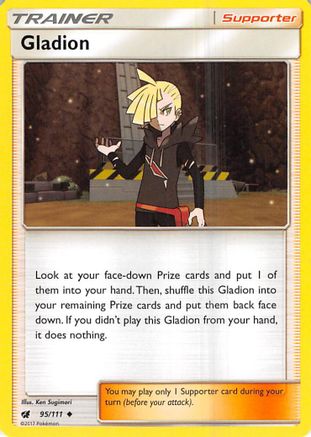 TRAINER Supporter
Gladion
Look at your face-down Prize cards and put 1 of
them into your hand. Then, shuffle this Gladion into
your remaining Prize cards and put them back face
down. If you didn't play this Gladion from your hand,
it does nothing.
Illus. Ken Sugimori
95/111
©2017 Pokémon
You may play only 1 Supporter card during your
turn (before your attack).